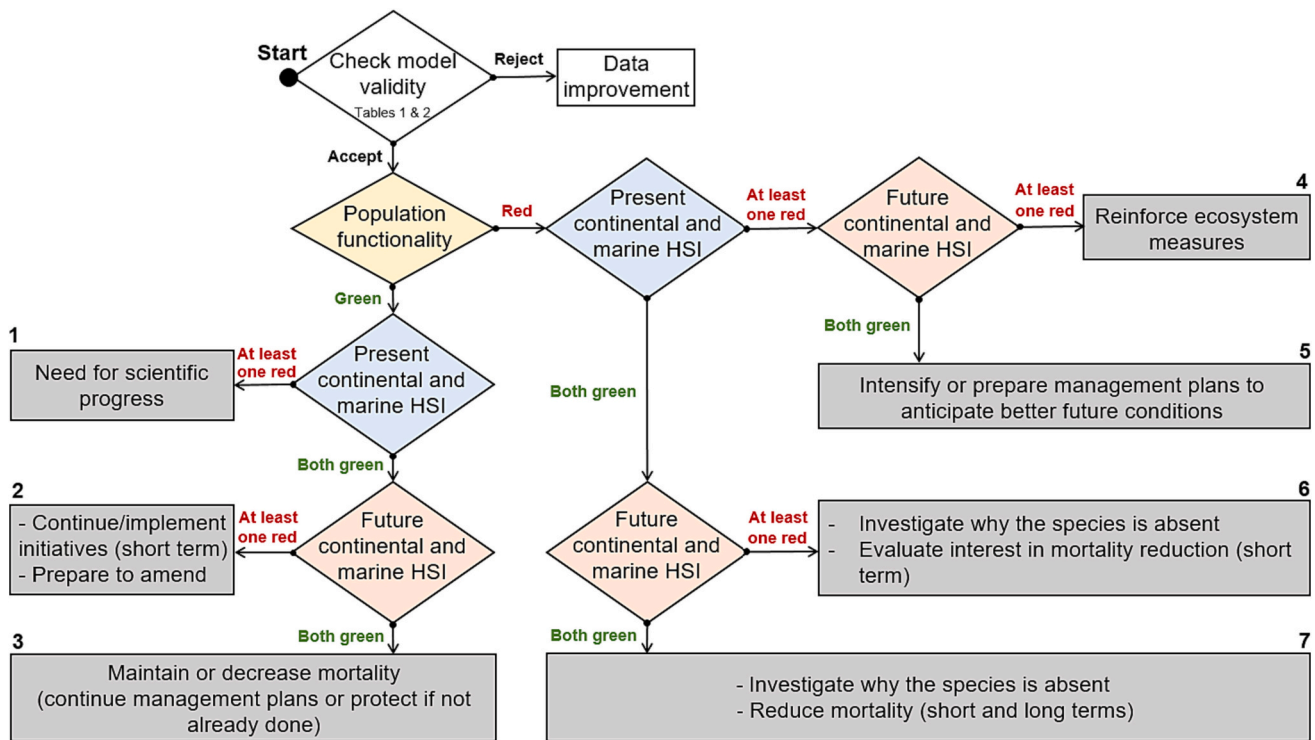 Start
Check model
validity
Tables 1 & 2
Reject
Data
improvement
Accept
Population
functionality
Red
Present
continental and
marine HSI
At least
one red
Future
continental and
marine HSI
At least
one red
4
Reinforce ecosystem
measures
Green
Both green
5
Intensify or prepare management plans to
anticipate better future conditions
1
Need for scientific
progress
At least
one red
Present
continental and
marine HSI
Both green
Both green
2
- Continue/implement
initiatives (short term)
- Prepare to amend
At least
one red
Future
continental and
marine HSI
Future
continental and
marine HSI
At least
one red
6
- Investigate why the species is absent
- Evaluate interest in mortality reduction (short
term)
Both green
3
Maintain or decrease mortality
(continue management plans or protect if not
already done)
Both green
7
- Investigate why the species is absent
- Reduce mortality (short and long terms)